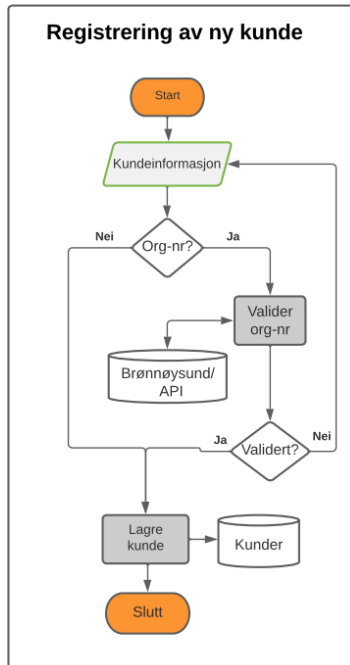 Registrering av ny kunde
Start
Kundeinformasjon
Nei
Org-nr?
Ja
Valider
org-nr
Brønnøysund/
API
Ja
Validert?
Nei
Lagre
kunde
Kunder
Slutt